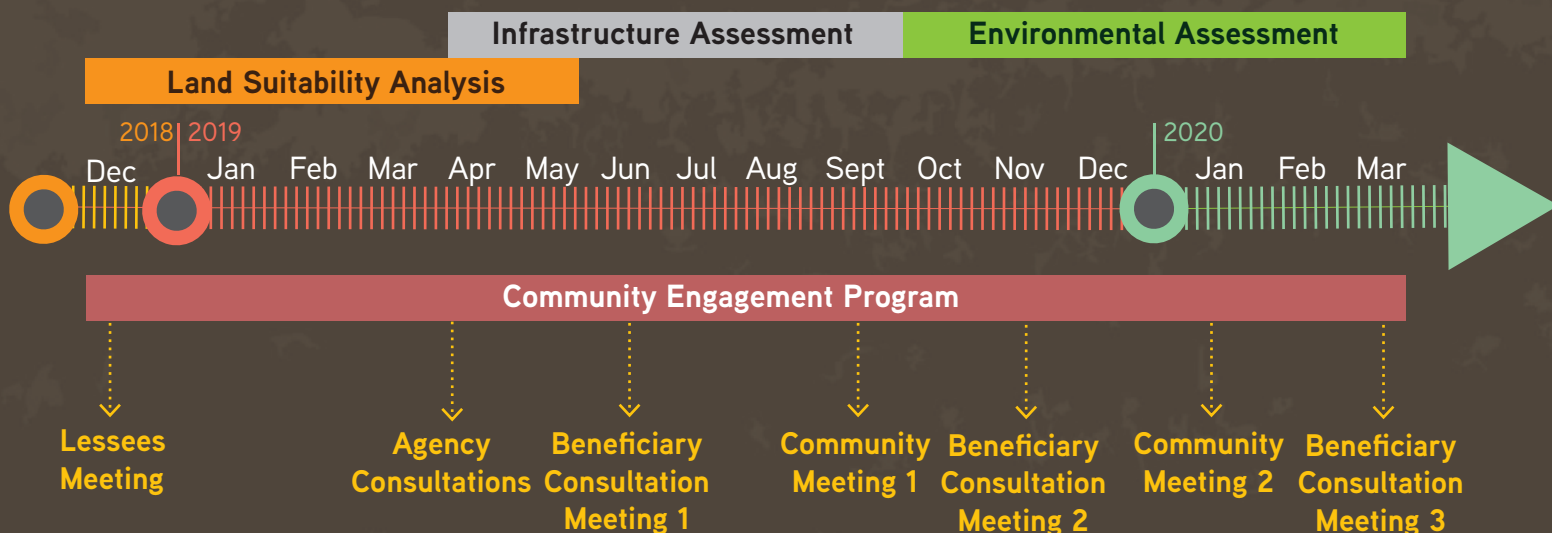 Infrastructure Assessment
Environmental Assessment
Land Suitability Analysis
2018 2019
2020
Dec Jan Feb Mar Apr May Jun Jul Aug Sept Oct Nov Dec Jan Feb Mar
Community Engagement Program
Lessees
Meeting
Agency
Consultations
Beneficiary
Consultation
Meeting 1
Community
Meeting 1
Beneficiary
Consultation
Meeting 2
Community
Meeting 2
Beneficiary
Consultation
Meeting 3